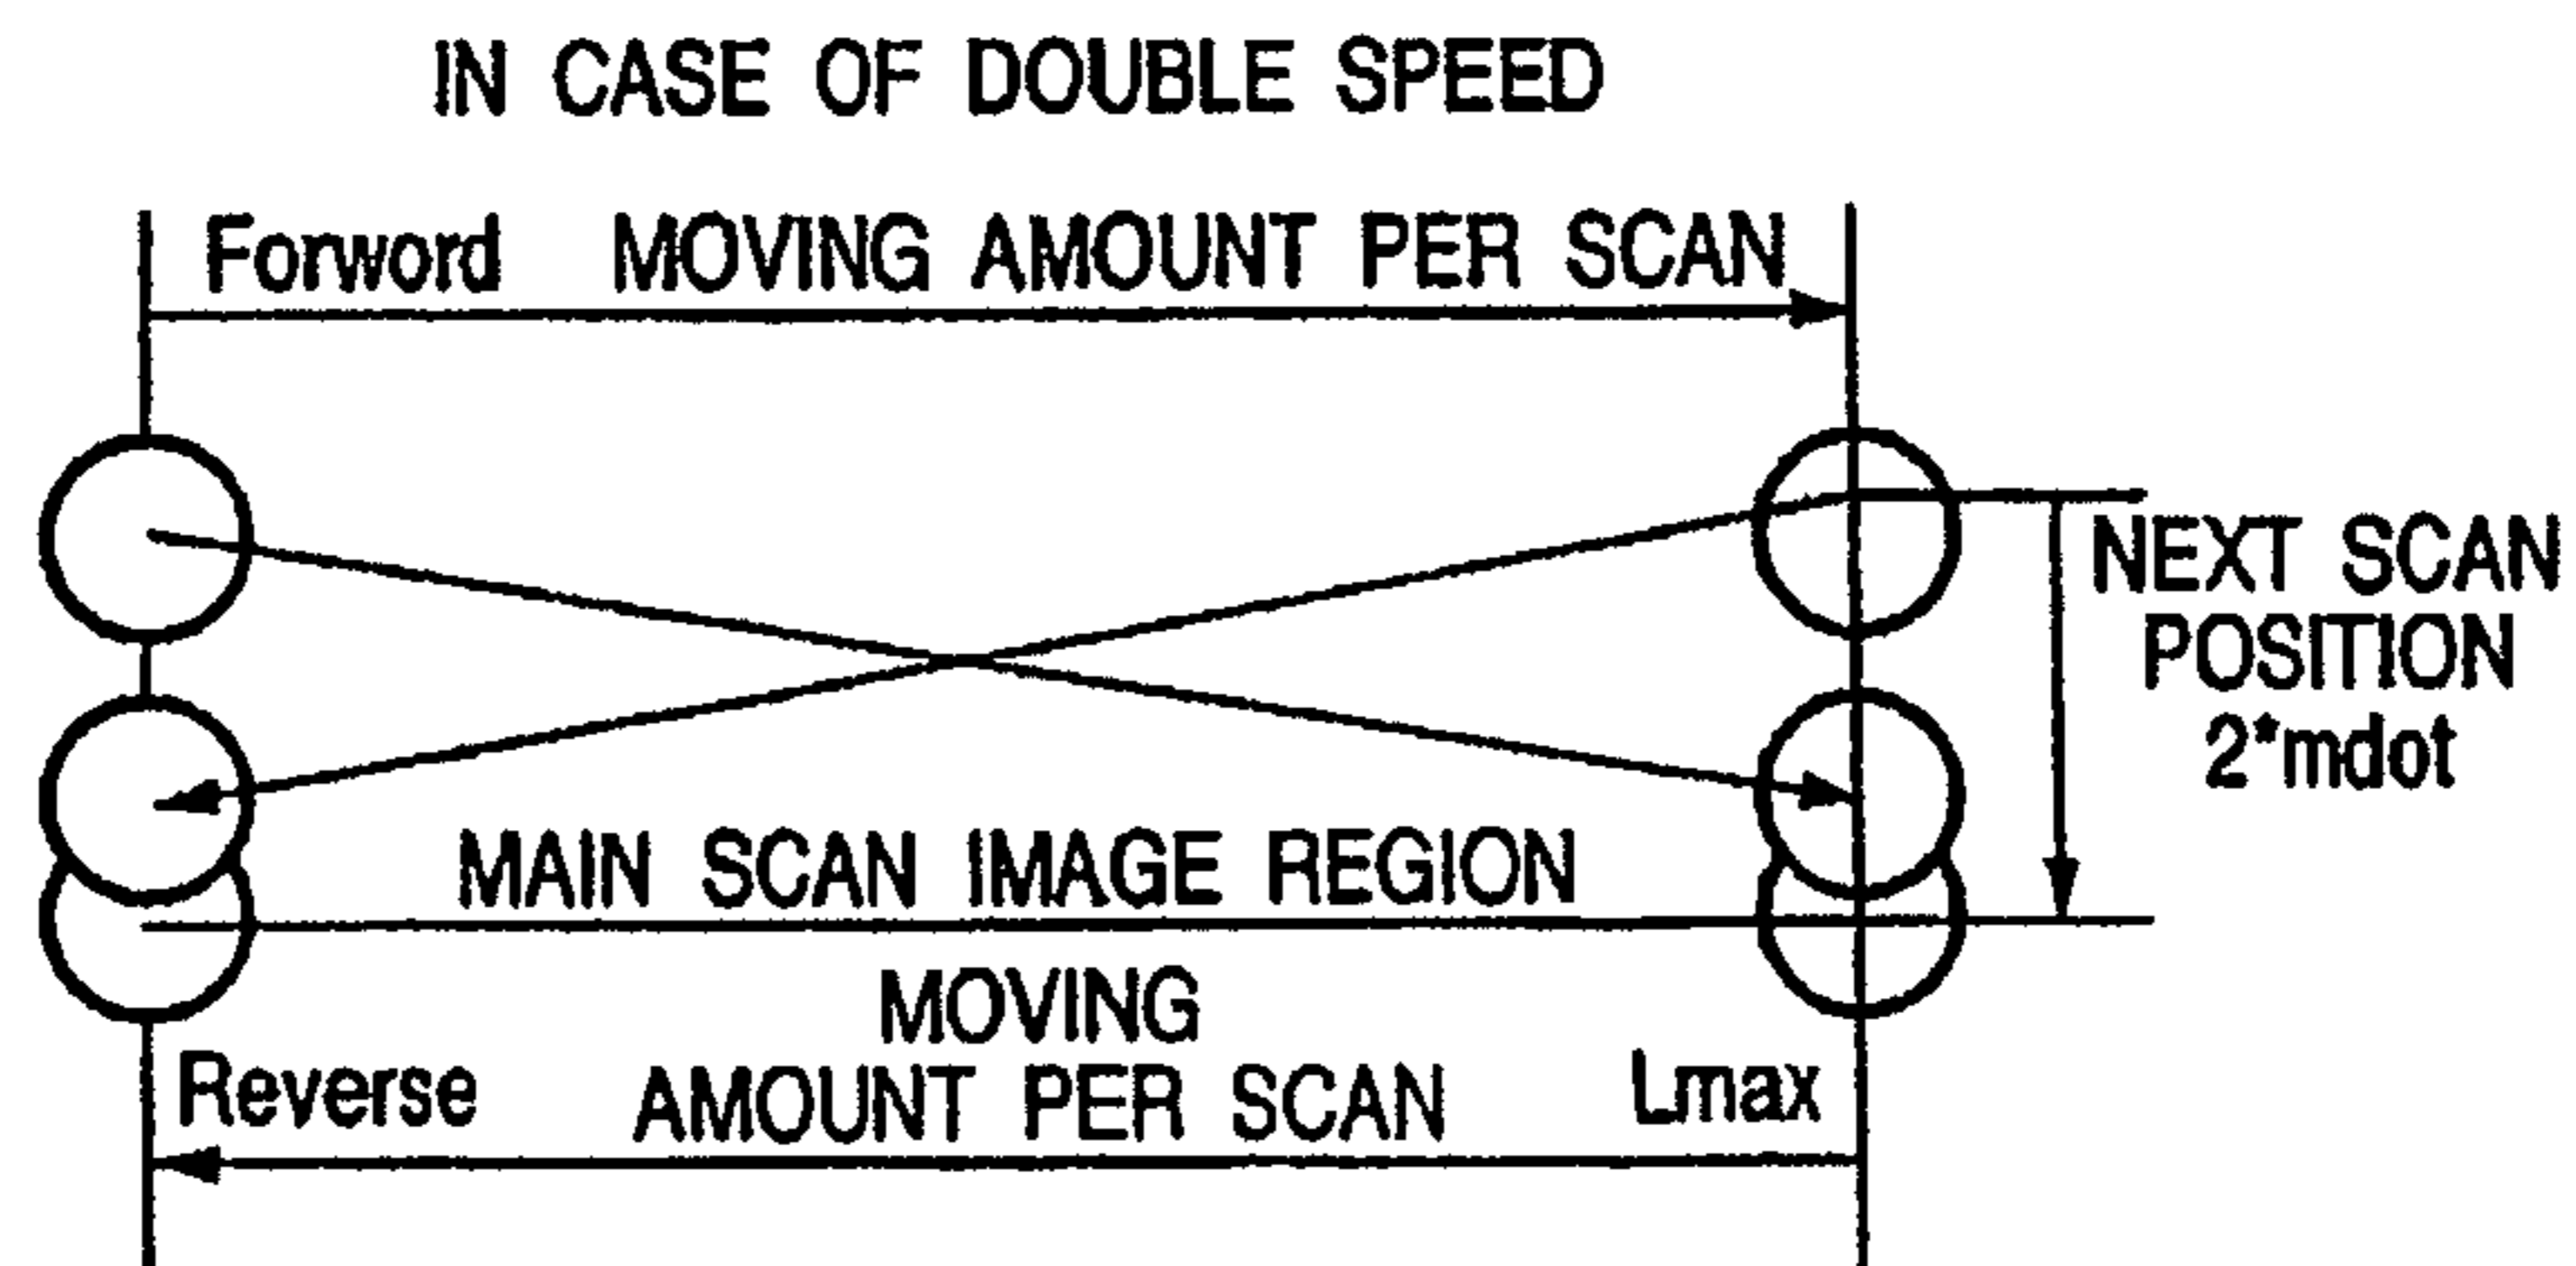 IN CASE OF DOUBLE SPEED
Forword MOVING AMOUNT PER SCAN
NEXT SCAN
POSITION
2*mdot
MAIN SCAN IMAGE REGION
MOVING
AMOUNT PER SCAN
Reverse
Lmax